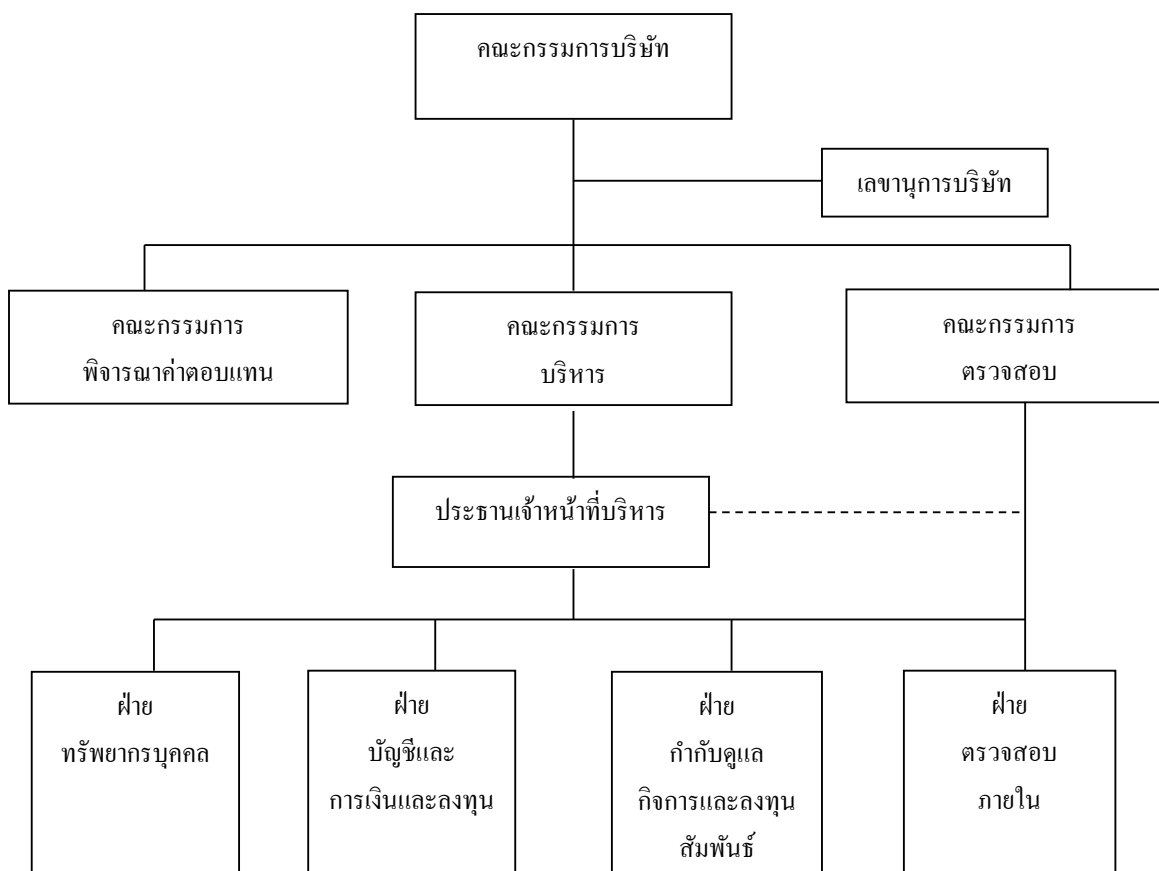 คณะกรรมการบริษัท
เลขานุการบริษัท
คณะกรรมการ
พิจารณาค่าตอบแทน
คณะกรรมการ
บริหาร
คณะกรรมการ
ตรวจสอบ
ประธานเจ้าหน้าที่บริหาร
ฝ่าย
ทรัพยากรบุคคล
ฝ่าย
บัญชีและ
การเงินและลงทุน
ฝ่าย
กำกับดูแล
กิจการและลงทุน
สัมพันธ์
ฝ่าย
ตรวจสอบ
ภายใน